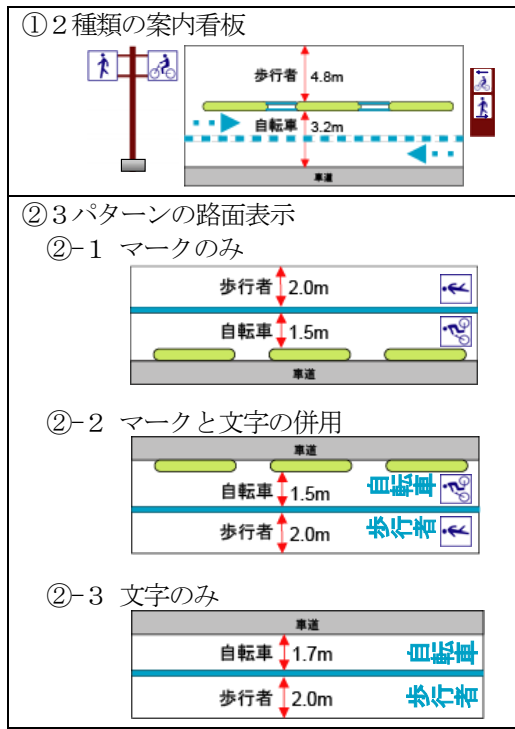 ①２種類の案内看板
歩行者 4.8m
自転車 3.2m
車道
②３パターンの路面表示
②-１ マークのみ
歩行者 2.0m
自転車 1.5m
車道
②-２ マークと文字の併用
車道
自転車 1.5m 自転車
歩行者 2.0m 歩行者
②-３ 文字のみ
車道
自転車 1.7m 自転車
歩行者 2.0m 歩行者